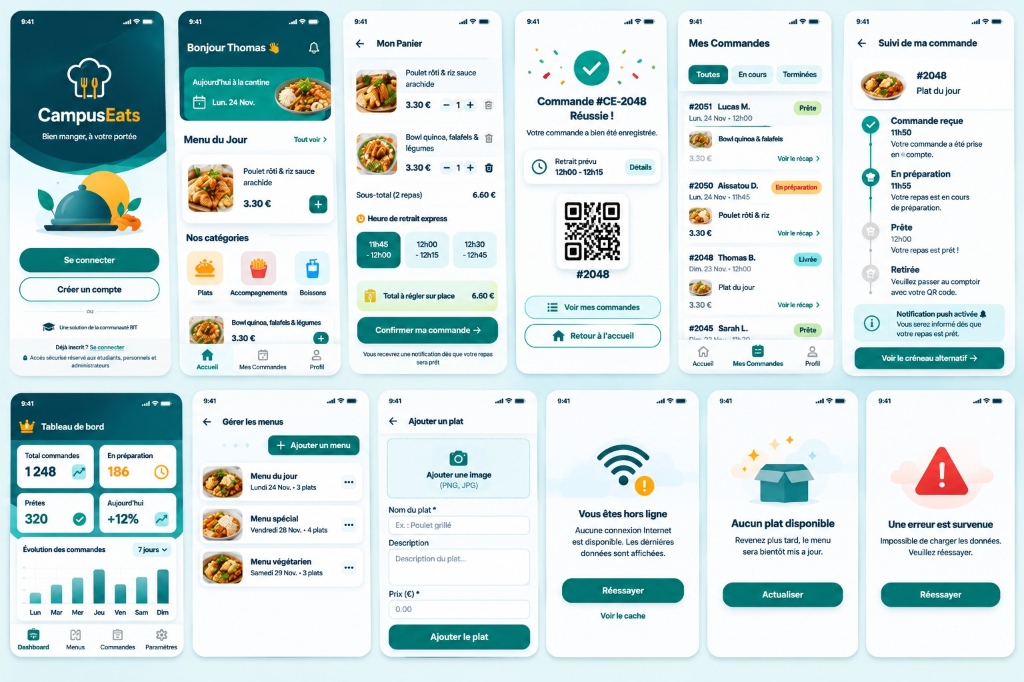 9:41
CampusEats
Bien manger, à votre portée
Se connecter
Créer un compte
ou
Une solution de la communauté BIT
Déjà inscrit ? Se connecter
Accès sécurisé réservé aux étudiants, personnels et
administrateurs
9:41
Bonjour Thomas 👋
Aujourd'hui à la cantine
Lun. 24 Nov.
Menu du Jour
Tout voir >
Poulet rôti & riz sauce
arachide
3.30 €
+
Nos catégories
Plats
Accompagnements
Boissons
Bowl quinoa, falafels & légumes
3.30 €
+
Accueil
Mes Commandes
Profil
9:41
← Mon Panier
Poulet rôti & riz sauce
arachide
3.30 € − 1 +
Bowl quinoa, falafels &
légumes
3.30 € − 1 +
Sous-total (2 repas) 6.60 €
Heure de retrait express
11h45
- 12h00
12h00
- 12h15
12h30
- 12h45
Total à régler sur place 6.60 €
Confirmer ma commande →
Vous recevrez une notification dès que votre repas
sera prêt
9:41
Commande #CE-2048
Réussie !
Votre commande a bien été enregistrée.
Retrait prévu
12h00 - 12h15
Détails
#2048
Voir mes commandes
Retour à l'accueil
9:41
Mes Commandes
Toutes
En cours
Terminées
#2051 Lucas M.
Prête
Lun. 24 Nov • 12h00
Bowl quinoa & falafels
3.30 €
Voir le récap >
#2050 Aissatou D.
En préparation
Lun. 24 Nov • 11h45
Poulet rôti & riz
3.30 €
Voir le récap >
#2048 Thomas B.
Livrée
Dim. 23 Nov. • 12h00
Plat du jour
Voir le récap >
#2045 Sarah L.
Prête
Accueil
Mes Commandes
Profil
9:41
← Suivi de ma commande
#2048
Plat du jour
Commande reçue
11h50
Votre commande a été prise
en compte.
En préparation
11h55
Votre repas est en cours
de préparation.
Prête
12h00
Votre repas est prêt !
Retirée
Veuillez passer au comptoir
avec votre QR code.
Notification push activée 🔔
Vous serez informé dès que
votre repas est prêt.
Voir le créneau alternatif →
9:41
Tableau de bord
Total commandes
1 248
En préparation
186
Prêtes
320
Aujourd'hui
+12%
Évolution des commandes
7 jours
Lun Mar Mer Jeu Ven Sam Dim
Dashboard
Menus
Commandes
Paramètres
9:41
← Gérer les menus
+ Ajouter un menu
Menu du jour
Lundi 24 Nov. • 3 plats
Menu spécial
Vendredi 28 Nov. • 4 plats
Menu végétarien
Samedi 29 Nov. • 3 plats
9:41
← Ajouter un plat
Ajouter une image
(PNG, JPG)
Nom du plat *
Ex. : Poulet grillé
Description
Description du plat...
Prix (€) *
0.00
Ajouter le plat
9:41
Vous êtes hors ligne
Aucune connexion Internet
est disponible. Les dernières
données sont affichées.
Réessayer
Voir le cache
9:41
Aucun plat disponible
Revenez plus tard, le menu
sera bientôt mis a jour.
Actualiser
9:41
Une erreur est survenue
Impossible de charger les données.
Veuillez réessayer.
Réessayer